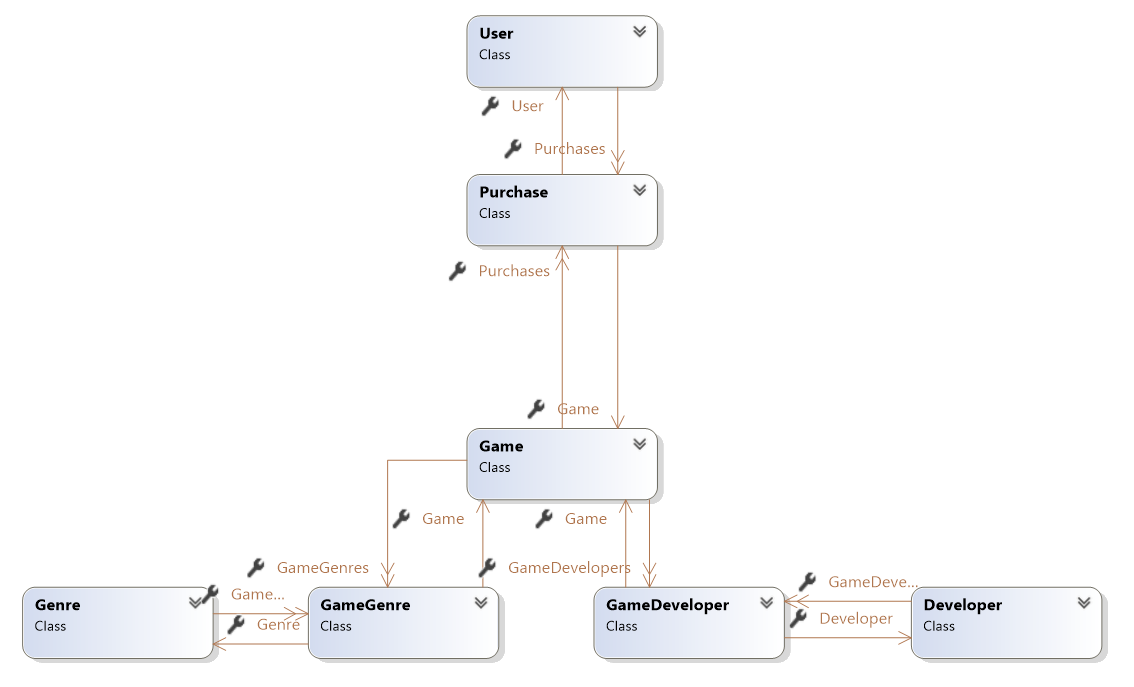 User
Class
User
Purchases
Purchase
Class
Purchases
Game
Game
Class
Game
Game
GameGenres
GameDevelopers
Game...
Genre
Genre
Class
GameGenre
Class
GameDeveloper
Class
GameDeve...
Developer
Developer
Class